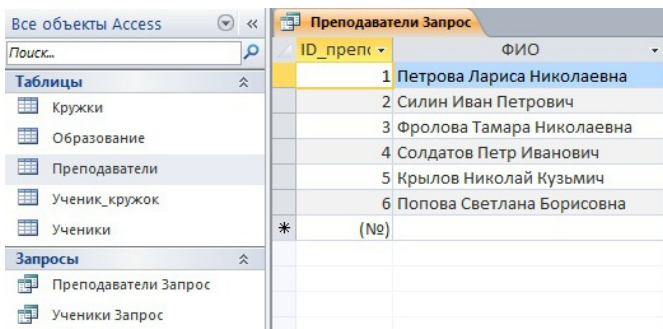 Все объекты Access
Поиск...
Таблицы
Кружки
Образование
Преподаватели
Ученик_кружок
Ученики
Запросы
Преподаватели Запрос
Ученики Запрос
Преподаватели Запрос
ID_препо ФИО
1 Петрова Лариса Николаевна
2 Силин Иван Петрович
3 Фролова Тамара Николаевна
4 Солдатов Петр Иванович
5 Крылов Николай Кузьмич
6 Попова Светлана Борисовна
* (№)